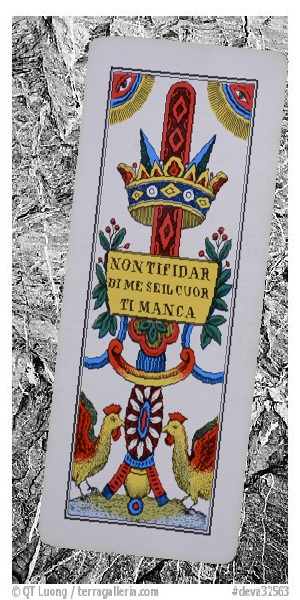 NON TI FIDAR
DI ME SE IL CUOR
TI MANCA
© QT Luong / terragalleria.com #deva32563